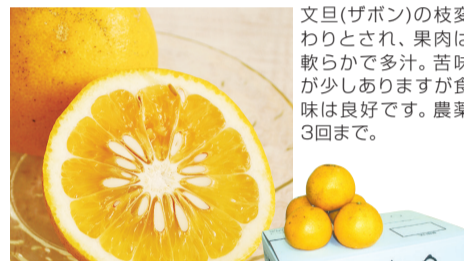 文旦(ザボン)の枝変
わりとされ、果肉は
軟らかで多汁。苦味
が少しありますが食
味は良好です。農薬
3回まで。